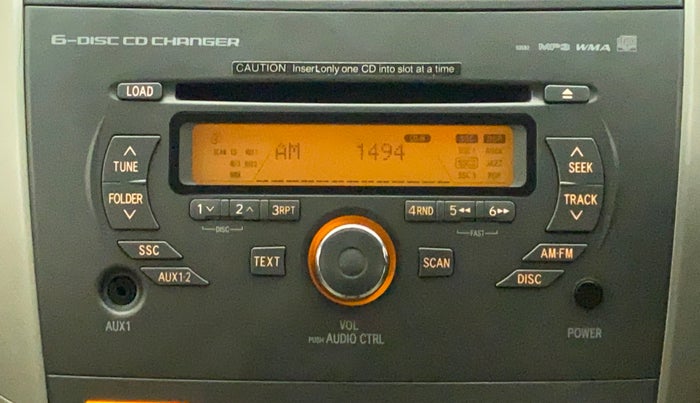 6-DISC CD CHANGER
MP3 WMA
CAUTION Insert only one CD into slot at a time
LOAD
TUNE
FOLDER
AM 1494
SEEK
TRACK
1 2 3RPT
DISC
4RND 5 6
FAST
SSC
AUX1·2
TEXT
SCAN
AM·FM
DISC
AUX1
VOL
PUSH AUDIO CTRL
POWER